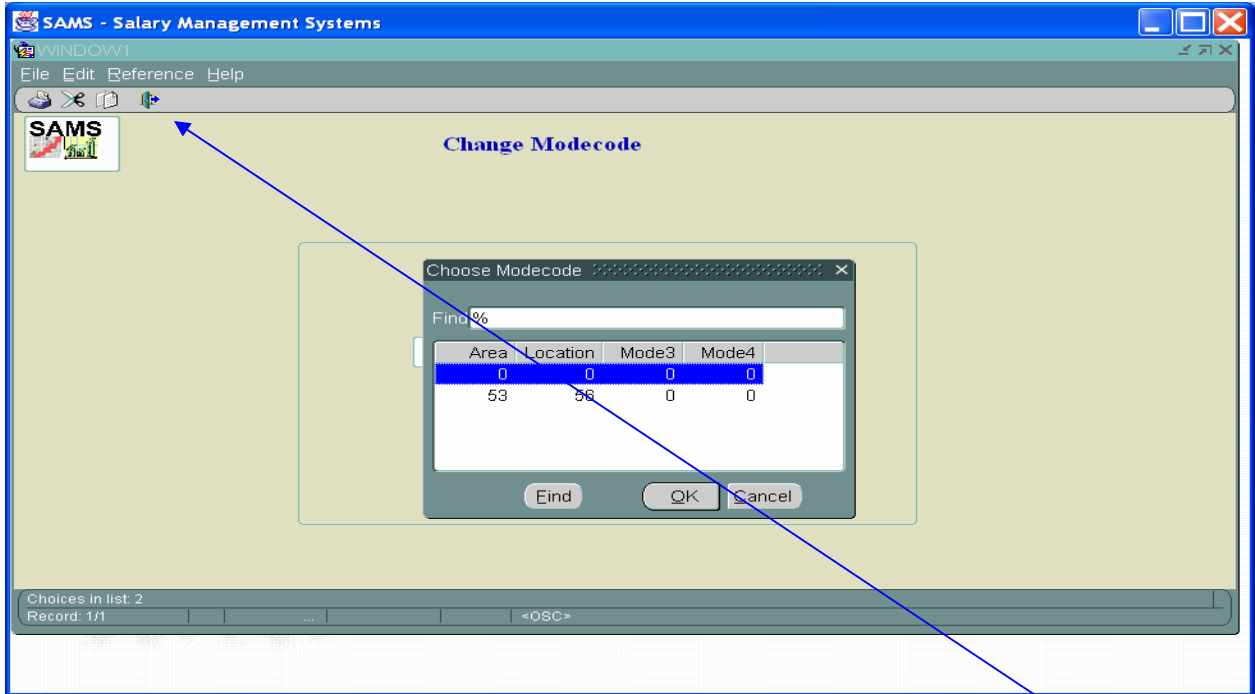 SAMS - Salary Management Systems
WINDOW1
File Edit Reference Help
SAMS
Change Modecode
Choose Modecode
Find %
Area Location Mode3 Mode4
0 0 0 0
53 56 0 0
Find OK Cancel
Choices in list: 2
Record: 1/1 ... <OSC>